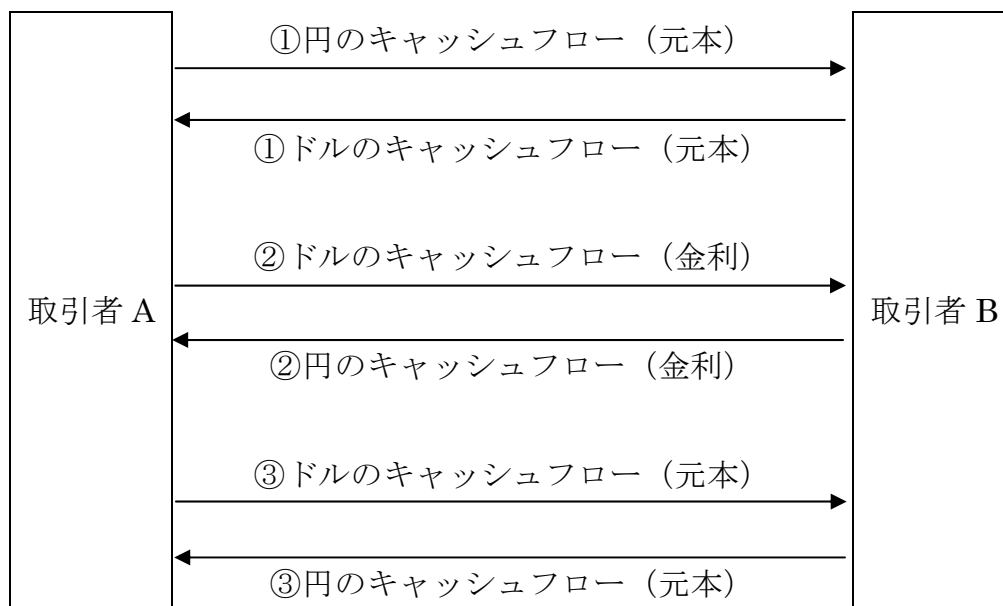 ①円のキャッシュフロー（元本）
①ドルのキャッシュフロー（元本）
②ドルのキャッシュフロー（金利）
取引者 A
取引者 B
②円のキャッシュフロー（金利）
③ドルのキャッシュフロー（元本）
③円のキャッシュフロー（元本）